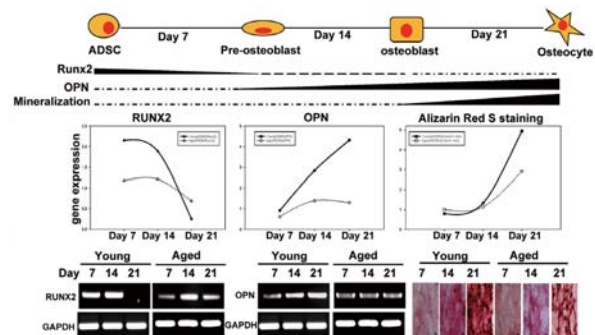 Day 7
Day 14
Day 21
ADSC
Pre-osteoblast
osteoblast
Osteocyte
Runx2
OPN
Mineralization
RUNX2
OPN
Alizarin Red S staining
gene expression
Day 7 Day 14 Day 21
Day 7 Day 14 Day 21
Day 7 Day 14 Day 21
Young Aged
Young Aged
Young Aged
Day 7 14 21 7 14 21
7 14 21 7 14 21
7 14 21 7 14 21
RUNX2
OPN
GAPDH
GAPDH